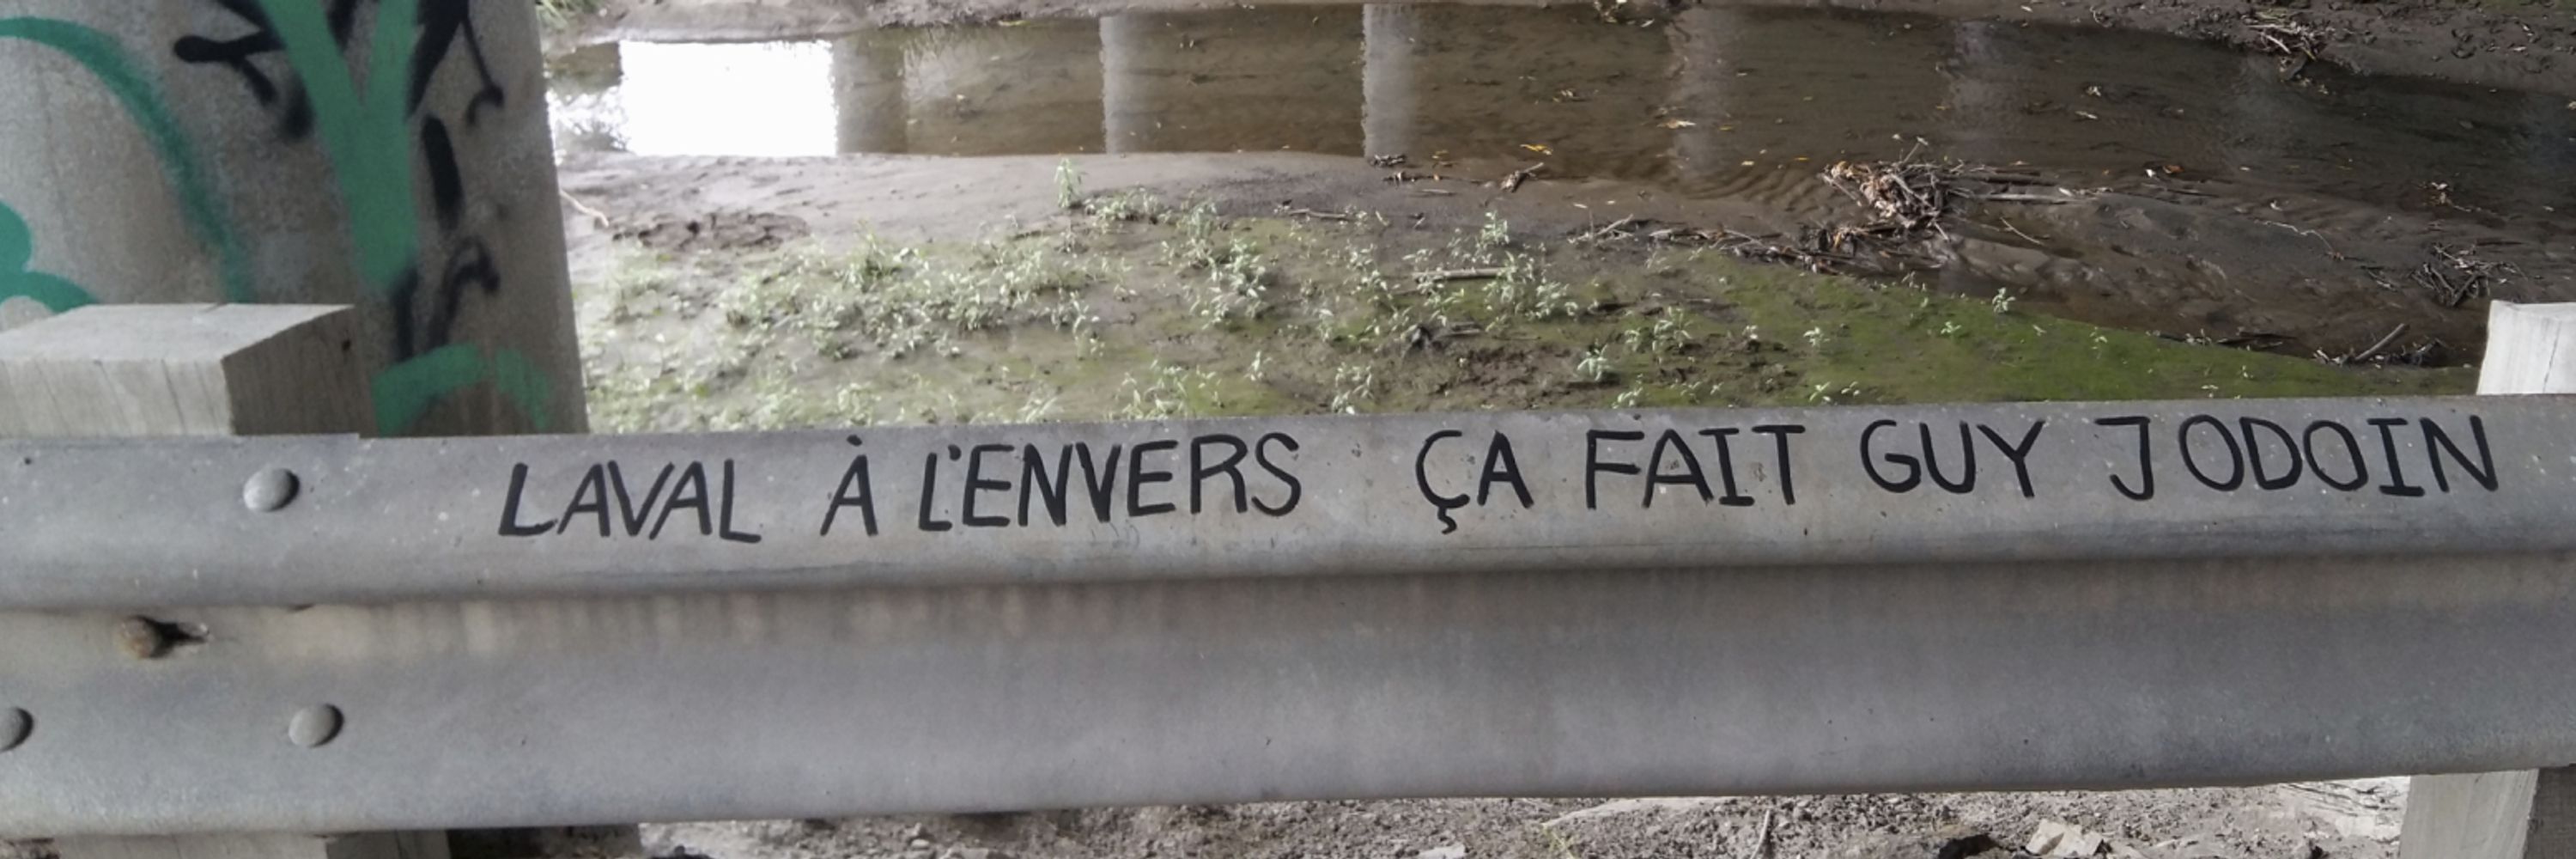 LAVAL À L'ENVERS ÇA FAIT GUY JODOIN